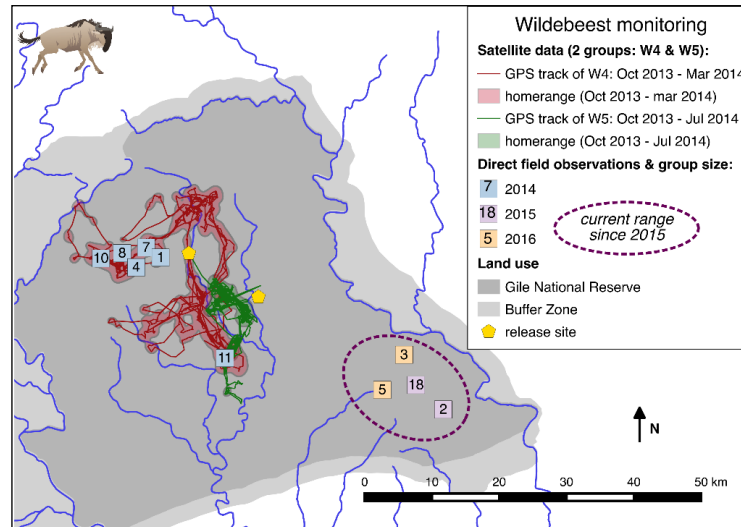 Wildebeest monitoring
Satellite data (2 groups: W4 & W5):
GPS track of W4: Oct 2013 - Mar 2014
homerange (Oct 2013 - mar 2014)
GPS track of W5: Oct 2013 - Jul 2014
homerange (Oct 2013 - Jul 2014)
Direct field observations & group size:
7 2014
18 2015
5 2016
current range
since 2015
Land use
Gile National Reserve
Buffer Zone
release site
10
8
4
7
1
11
3
5
18
2
N
0 10 20 30 40 50 km